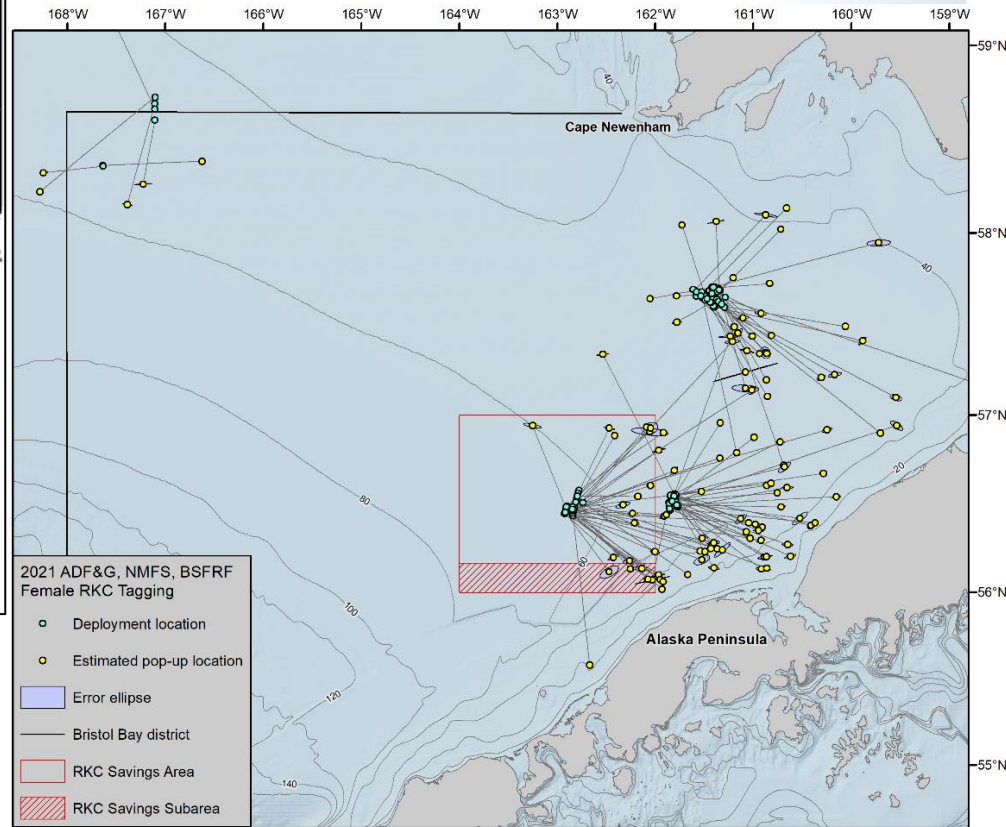 168°W 167°W 166°W 165°W 164°W 163°W 162°W 161°W 160°W 159°W
59°N
40
Cape Newenham
58°N
40
57°N
20
80
60
100
56°N
Alaska Peninsula
120
55°N
140
2021 ADF&G, NMFS, BSFRF
Female RKC Tagging
Deployment location
Estimated pop-up location
Error ellipse
Bristol Bay district
RKC Savings Area
RKC Savings Subarea